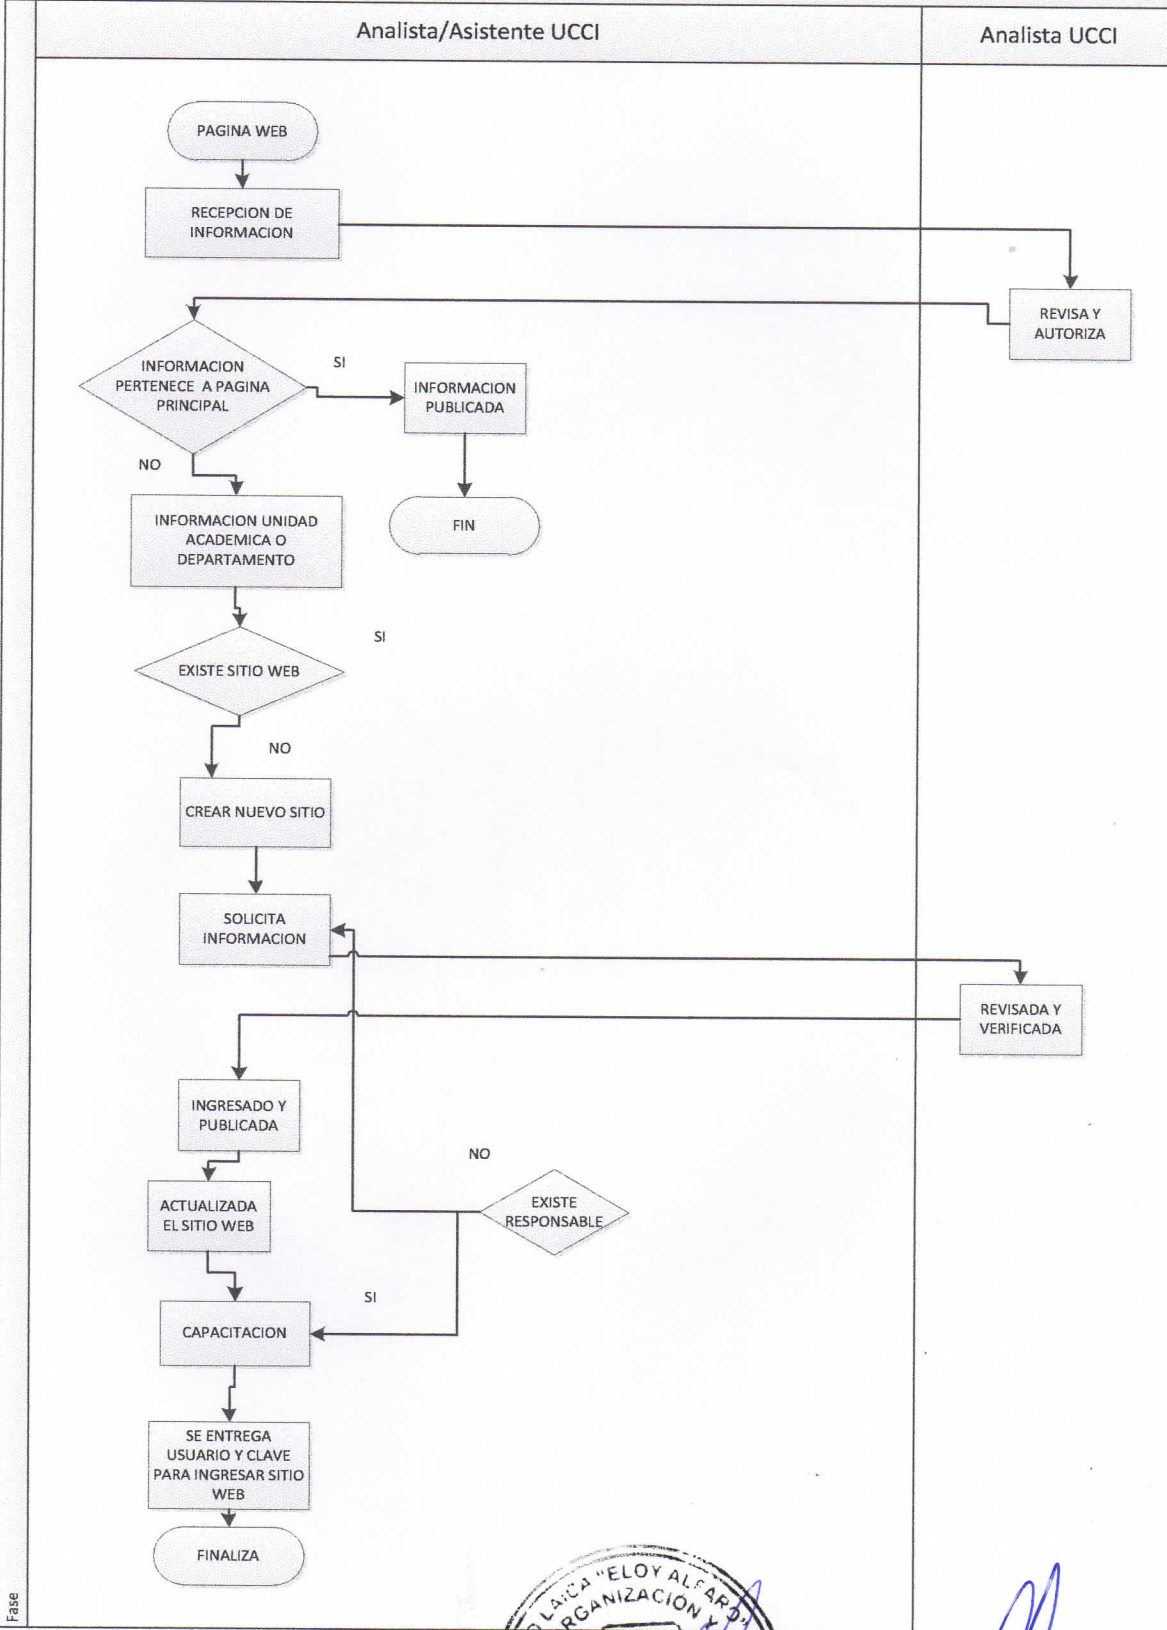 Analista/Asistente UCCI
Analista UCCI
PAGINA WEB
RECEPCION DE
INFORMACION
REVISA Y
AUTORIZA
INFORMACION
PERTENECE A PAGINA
PRINCIPAL
SI
INFORMACION
PUBLICADA
NO
FIN
INFORMACION UNIDAD
ACADEMICA O
DEPARTAMENTO
SI
EXISTE SITIO WEB
NO
CREAR NUEVO SITIO
SOLICITA
INFORMACION
REVISADA Y
VERIFICADA
INGRESADO Y
PUBLICADA
NO
EXISTE
RESPONSABLE
ACTUALIZADA
EL SITIO WEB
SI
CAPACITACION
SE ENTREGA
USUARIO Y CLAVE
PARA INGRESAR SITIO
WEB
FINALIZA
Fase
LAICA "ELOY ALFARO"